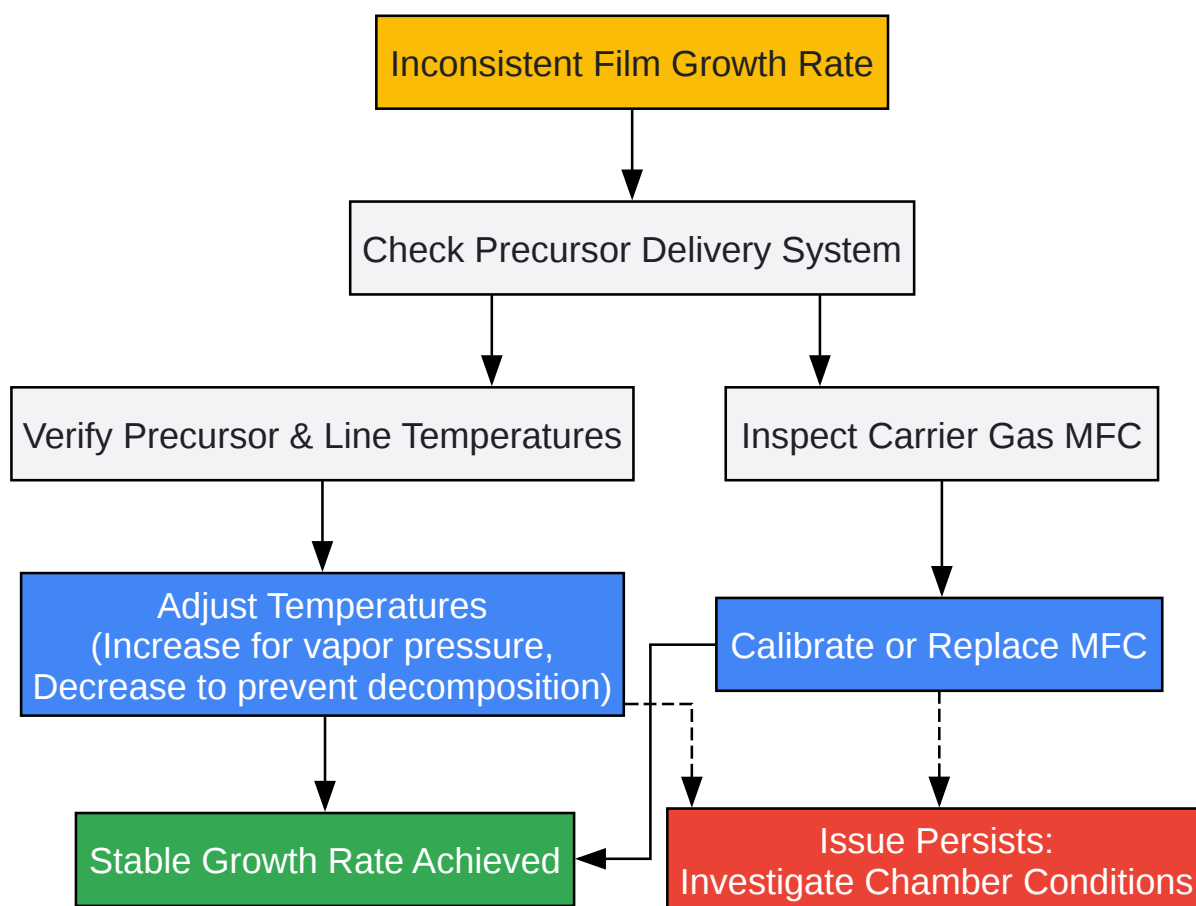 Inconsistent Film Growth Rate
Check Precursor Delivery System
Verify Precursor & Line Temperatures
Inspect Carrier Gas MFC
Adjust Temperatures
(Increase for vapor pressure,
Decrease to prevent decomposition)
Calibrate or Replace MFC
Stable Growth Rate Achieved
Issue Persists:
Investigate Chamber Conditions